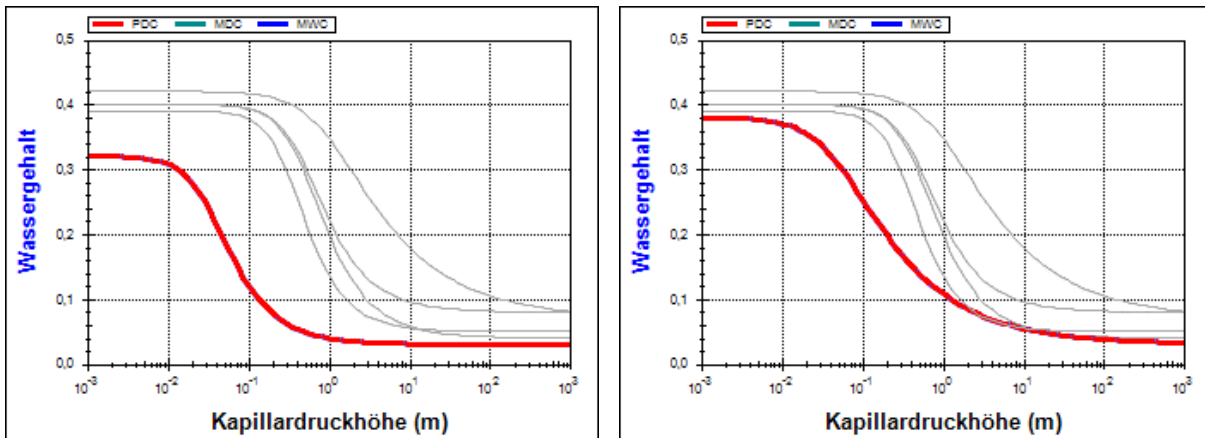 PDC MDC MWC
0,5
0,4
0,3
0,2
0,1
0,0
Wassergehalt
10-3 10-2 10-1 100 101 102 103
Kapillardruckhöhe (m)
PDC MDC MWC
0,5
0,4
0,3
0,2
0,1
0,0
Wassergehalt
10-3 10-2 10-1 100 101 102 103
Kapillardruckhöhe (m)